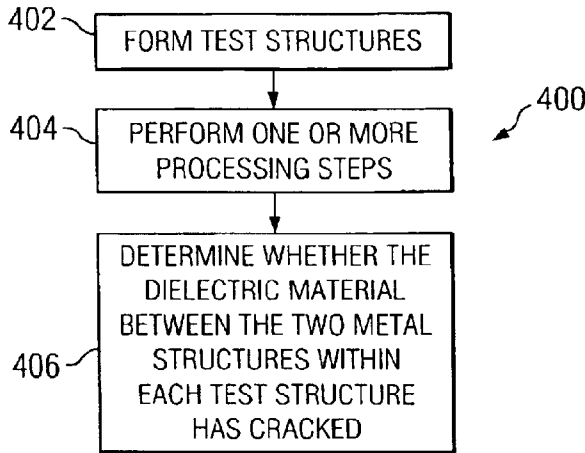 402
FORM TEST STRUCTURES
400
404
PERFORM ONE OR MORE
PROCESSING STEPS
406
DETERMINE WHETHER THE
DIELECTRIC MATERIAL
BETWEEN THE TWO METAL
STRUCTURES WITHIN
EACH TEST STRUCTURE
HAS CRACKED